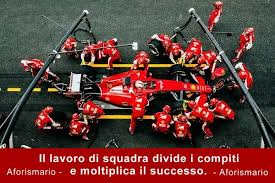 Il lavoro di squadra divide i compiti
e moltiplica il successo.
Aforismario -
- Aforismario